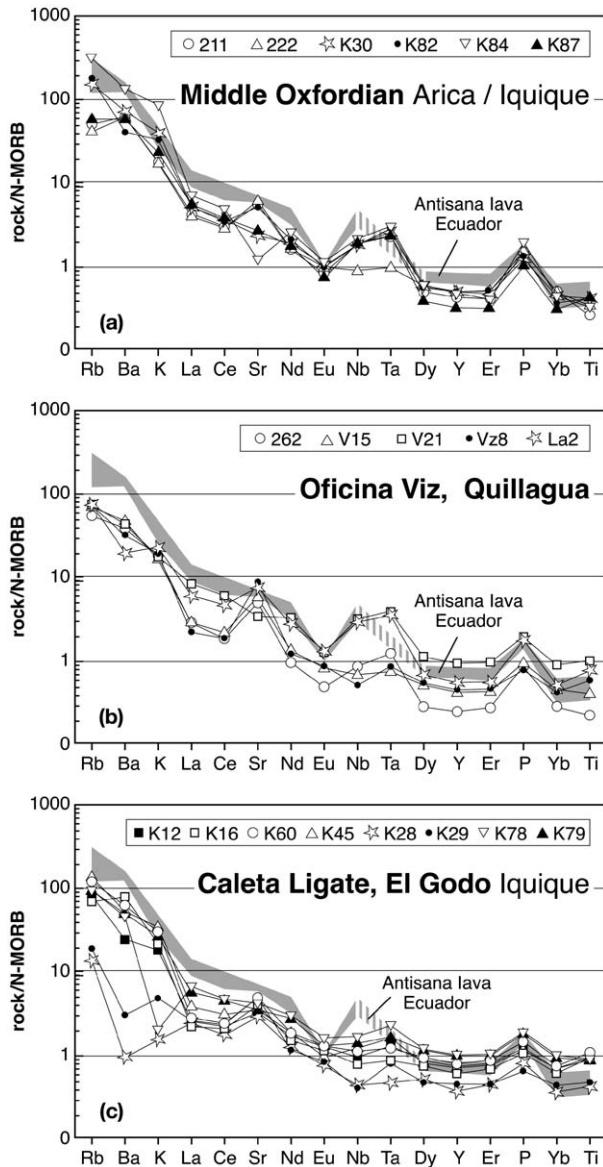 1000
211 222 K30 K82 K84 K87
Middle Oxfordian Arica / Iquique
100
rock/N-MORB
10
Antisana lava
Ecuador
1
(a)
0
Rb Ba K La Ce Sr Nd Eu Nb Ta Dy Y Er P Yb Ti
1000
262 V15 V21 Vz8 La2
Oficina Viz, Quillagua
100
rock/N-MORB
10
Antisana lava
Ecuador
1
(b)
0
Rb Ba K La Ce Sr Nd Eu Nb Ta Dy Y Er P Yb Ti
1000
K12 K16 K60 K45 K28 K29 K78 K79
Caleta Ligate, El Godo Iquique
100
rock/N-MORB
10
Antisana lava
Ecuador
1
(c)
0
Rb Ba K La Ce Sr Nd Eu Nb Ta Dy Y Er P Yb Ti